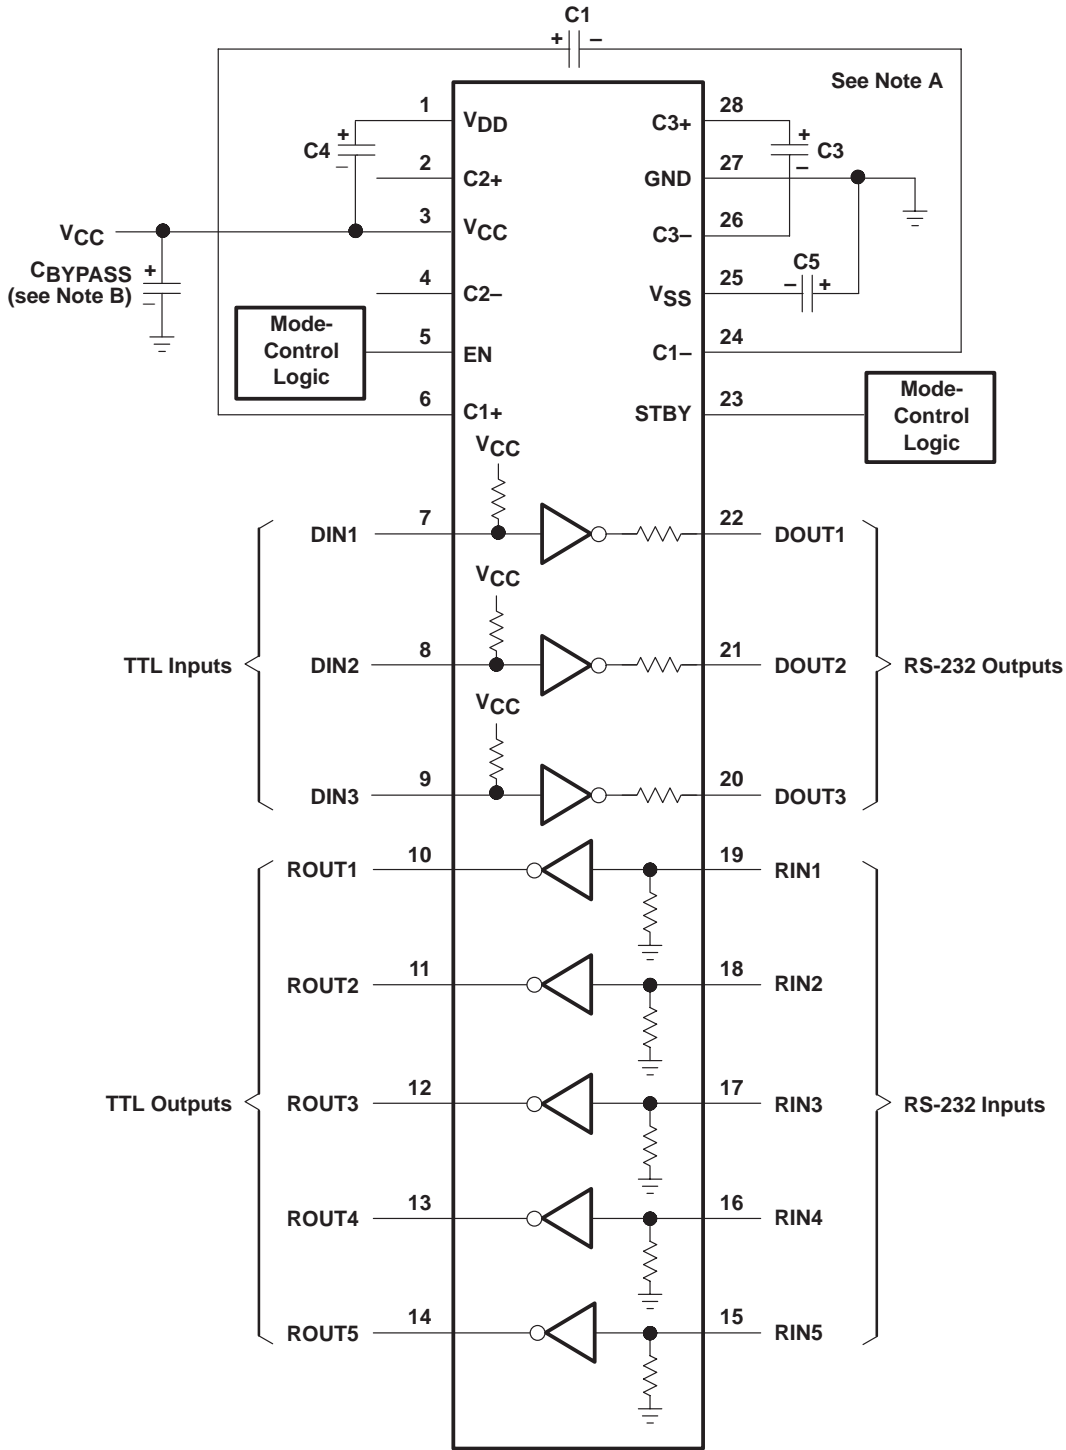 C1
+ –
See Note A
1 VDD C3+ 28
C4 + –
+ – C3
2 C2+ GND 27
VCC 3 VCC C3– 26
CBYPASS + –
(see Note B)
4 C2– VSS 25
C5
– +
Mode-
Control
Logic
5 EN C1– 24
6 C1+ STBY 23
Mode-
Control
Logic
VCC
DIN1 7 22 DOUT1
VCC
TTL Inputs DIN2 8 21 DOUT2 RS-232 Outputs
VCC
DIN3 9 20 DOUT3
ROUT1 10 19 RIN1
ROUT2 11 18 RIN2
TTL Outputs ROUT3 12 17 RIN3 RS-232 Inputs
ROUT4 13 16 RIN4
ROUT5 14 15 RIN5